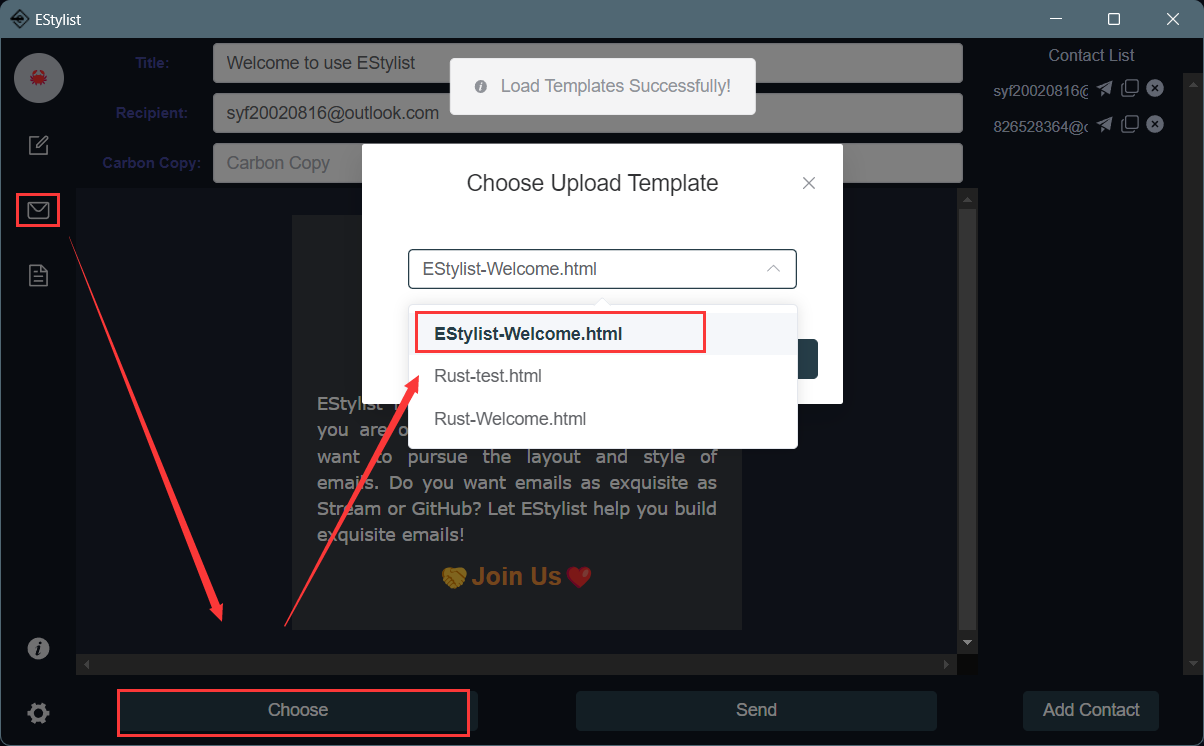 EStylist
Title:
Welcome to use EStylist
Load Templates Successfully!
Contact List
Recipient:
syf20020816@outlook.com
syf20020816@
826528364@
Carbon Copy:
Carbon Copy
Choose Upload Template
EStylist-Welcome.html
EStylist-Welcome.html
Rust-test.html
Rust-Welcome.html
EStylist
you are
want to pursue the layout and style of
emails. Do you want emails as exquisite as
Stream or GitHub? Let EStylist help you build
exquisite emails!
Join Us
Choose
Send
Add Contact